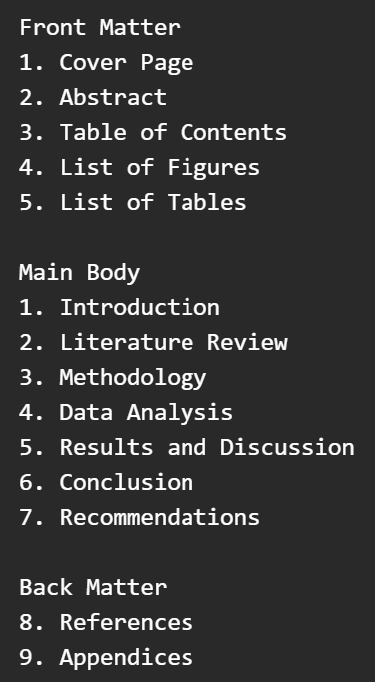 Front Matter
1. Cover Page
2. Abstract
3. Table of Contents
4. List of Figures
5. List of Tables
Main Body
1. Introduction
2. Literature Review
3. Methodology
4. Data Analysis
5. Results and Discussion
6. Conclusion
7. Recommendations
Back Matter
8. References
9. Appendices